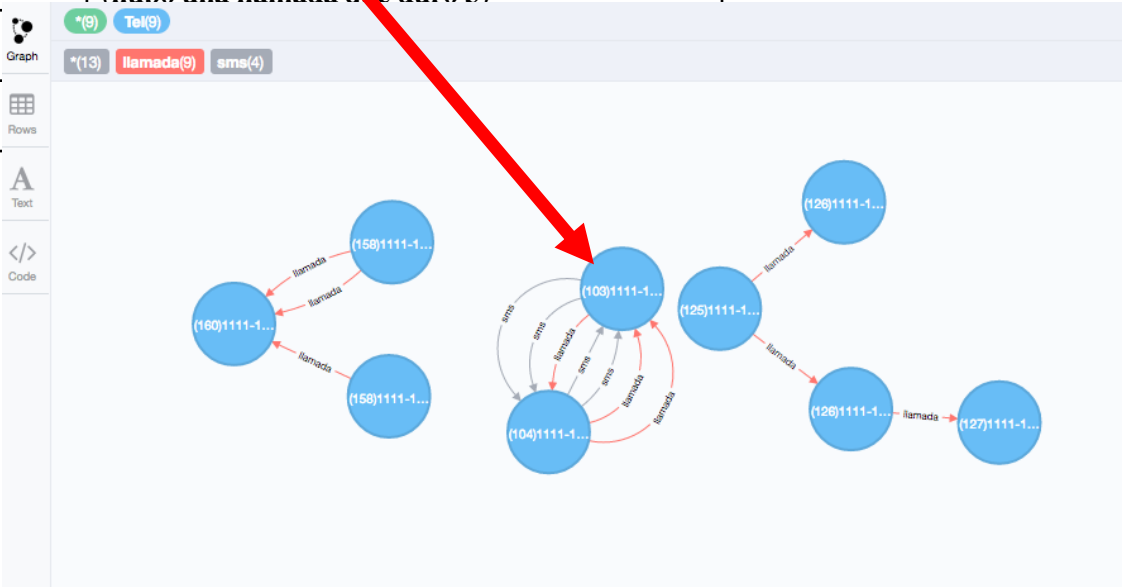 *(9) Tel(9)
Graph
*(13) llamada(9) sms(4)
Rows
A
Text
</>
Code
(158)1111-1...
llamada
llamada
(160)1111-1...
llamada
(158)1111-1...
(103)1111-1...
sms
sms
llamada
sms
sms
llamada
llamada
(104)1111-1...
(126)1111-1...
llamada
(125)1111-1...
llamada
(126)1111-1...
llamada
(127)1111-1...